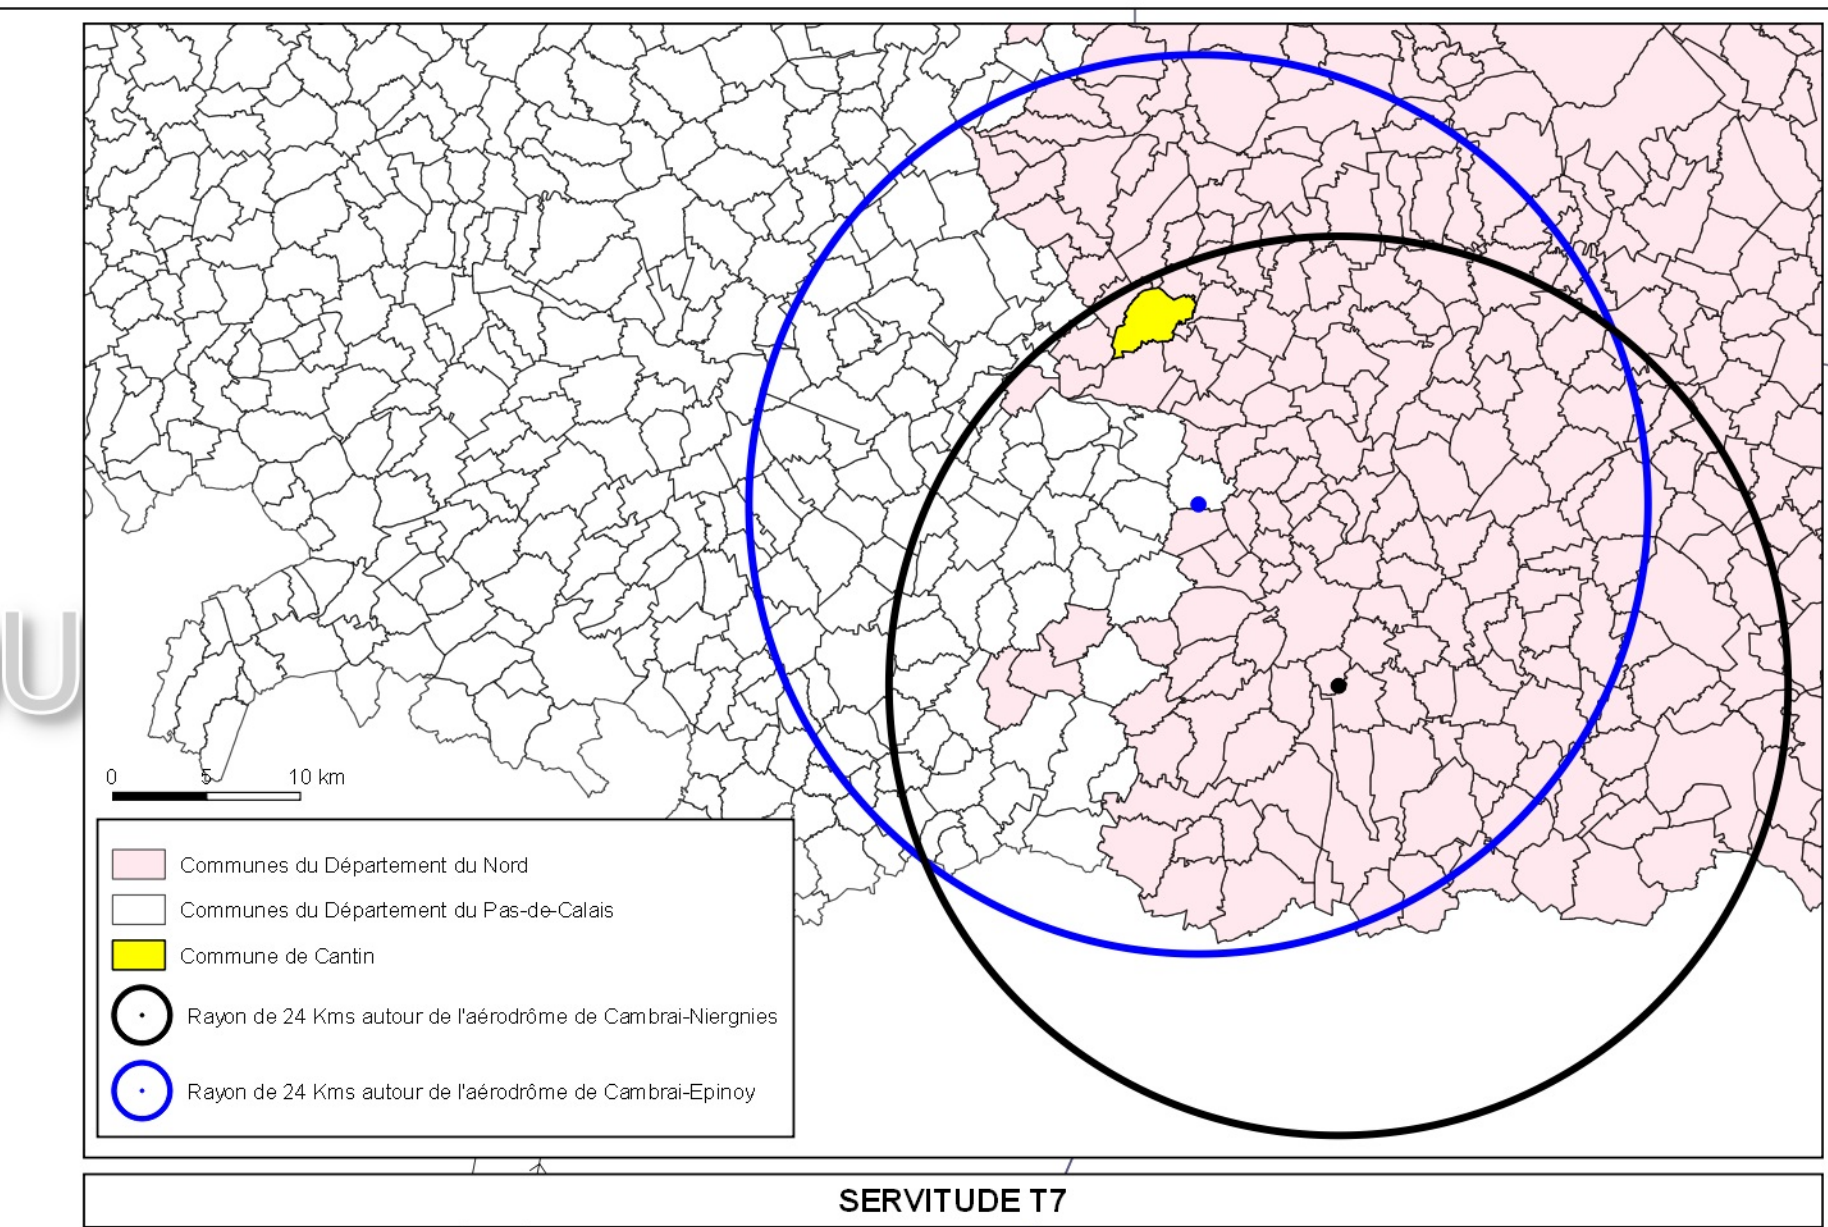 U
0 5 10 km
Communes du Département du Nord
Communes du Département du Pas-de-Calais
Commune de Cantin
Rayon de 24 Kms autour de l'aérodrôme de Cambrai-Niergnies
Rayon de 24 Kms autour de l'aérodrôme de Cambrai-Epinoy
SERVITUDE T7